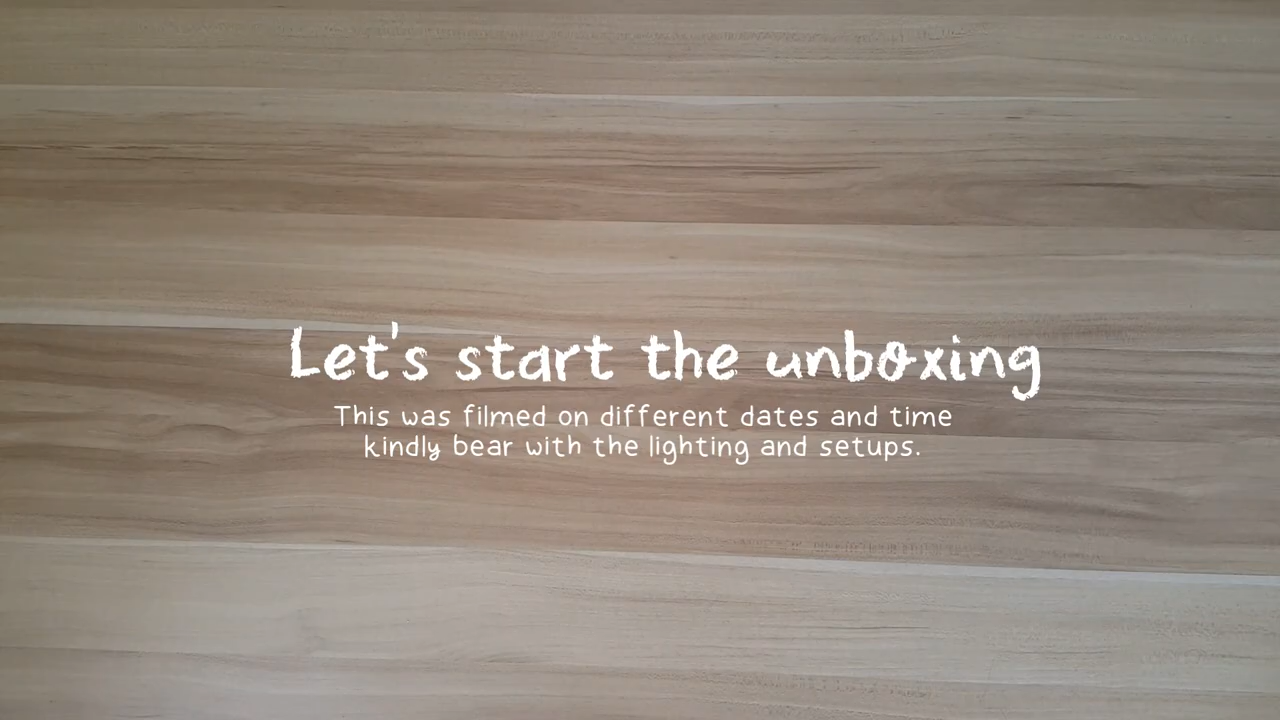 Let's start the unboxing
This was filmed on different dates and time
kindly bear with the lighting and setups.